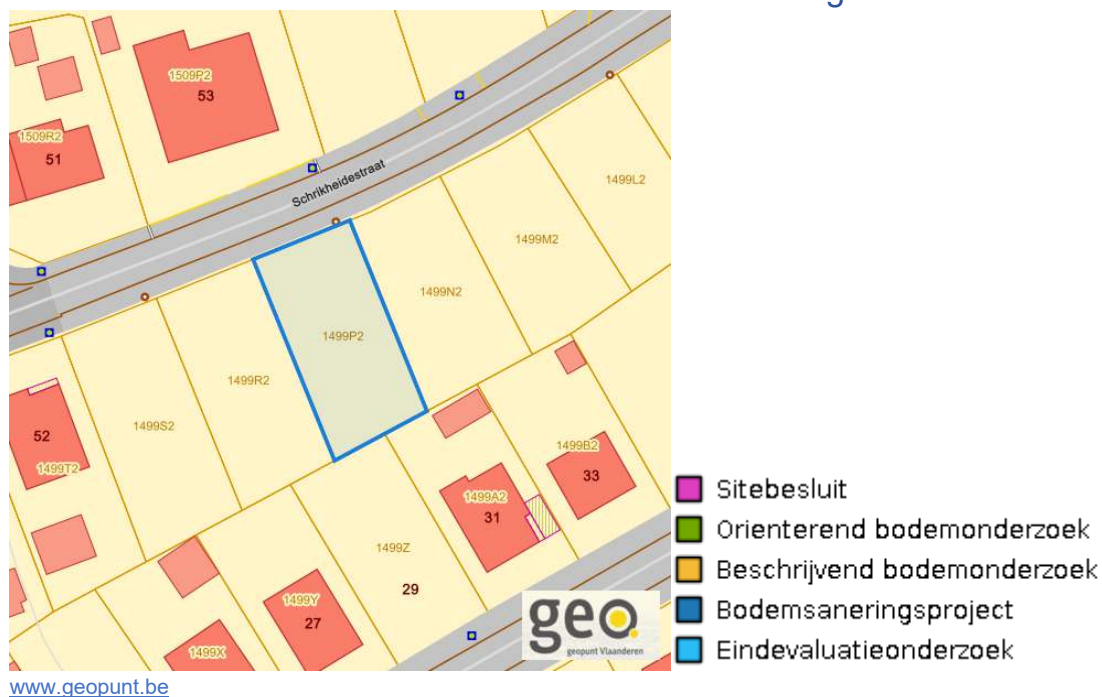 1509P2
53
1509R2
51
Schrikheidestraat
1499L2
1499M2
1499N2
1499P2
1499R2
1499S2
52
1499T2
1499B2
33
1499A2
31
1499Z
29
1499Y
27
1499X
geo
geopunt Vlaanderen
Sitebesluit
Orienterend bodemonderzoek
Beschrijvend bodemonderzoek
Bodemsaneringsproject
Eindevaluatieonderzoek
www.geopunt.be